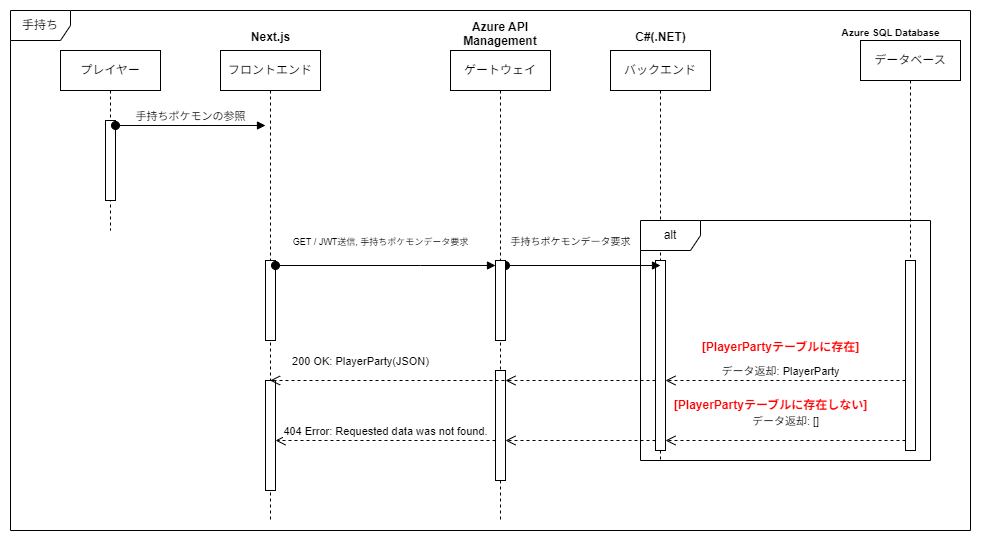 手持ち
Next.js
Azure API
Management
C#(.NET)
Azure SQL Database
プレイヤー
フロントエンド
ゲートウェイ
バックエンド
データベース
手持ちポケモンの参照
alt
GET / JWT送信, 手持ちポケモンデータ要求
手持ちポケモンデータ要求
[PlayerPartyテーブルに存在]
200 OK: PlayerParty(JSON)
データ返却: PlayerParty
[PlayerPartyテーブルに存在しない]
データ返却: []
404 Error: Requested data was not found.